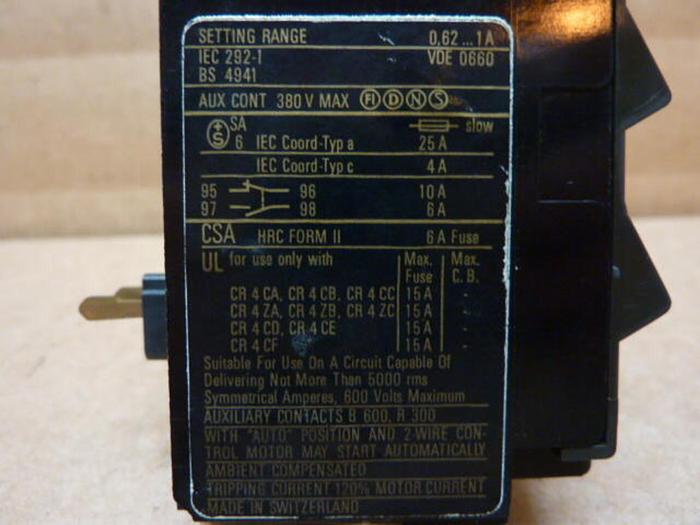 SETTING RANGE 0,62 ... 1A
IEC 292-1 VDE 0660
BS 4941
AUX CONT 380 V MAX FI D N S
+S SA slow
6 IEC Coord-Typ a 25 A
IEC Coord-Typ c 4 A
95 96 10 A
97 98 6 A
CSA HRC FORM II 6 A Fuse
UL for use only with Max. Fuse Max. C.B.
CR 4 CA, CR 4 CB, CR 4 CC 15 A -
CR 4 ZA, CR 4 ZB, CR 4 ZC 15 A -
CR 4 CD, CR 4 CE 15 A -
CR 4 CF 15 A -
Suitable For Use On A Circuit Capable Of
Delivering Not More Than 5000 rms
Symmetrical Amperes, 600 Volts Maximum
AUXILIARY CONTACTS B 600, R 300
WITH "AUTO" POSITION AND 2-WIRE CON-
TROL MOTOR MAY START AUTOMATICALLY
AMBIENT COMPENSATED
TRIPPING CURRENT 120% MOTOR CURRENT
MADE IN SWITZERLAND